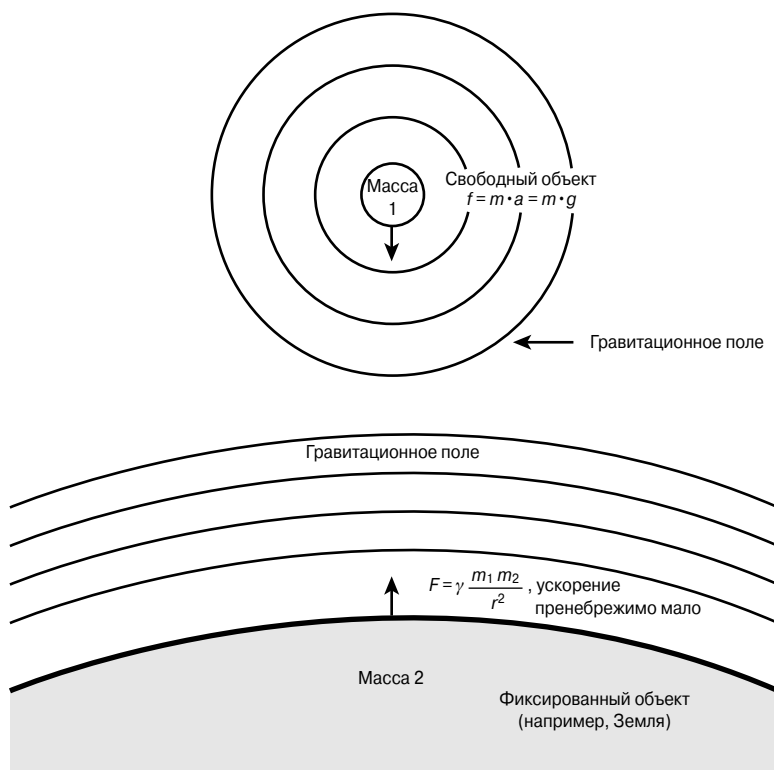 Масса
1
Свободный объект
f = m • a = m • g
Гравитационное поле
Гравитационное поле
F = γ m₁ m₂ / r² , ускорение
пренебрежимо мало
Масса 2
Фиксированный объект
(например, Земля)